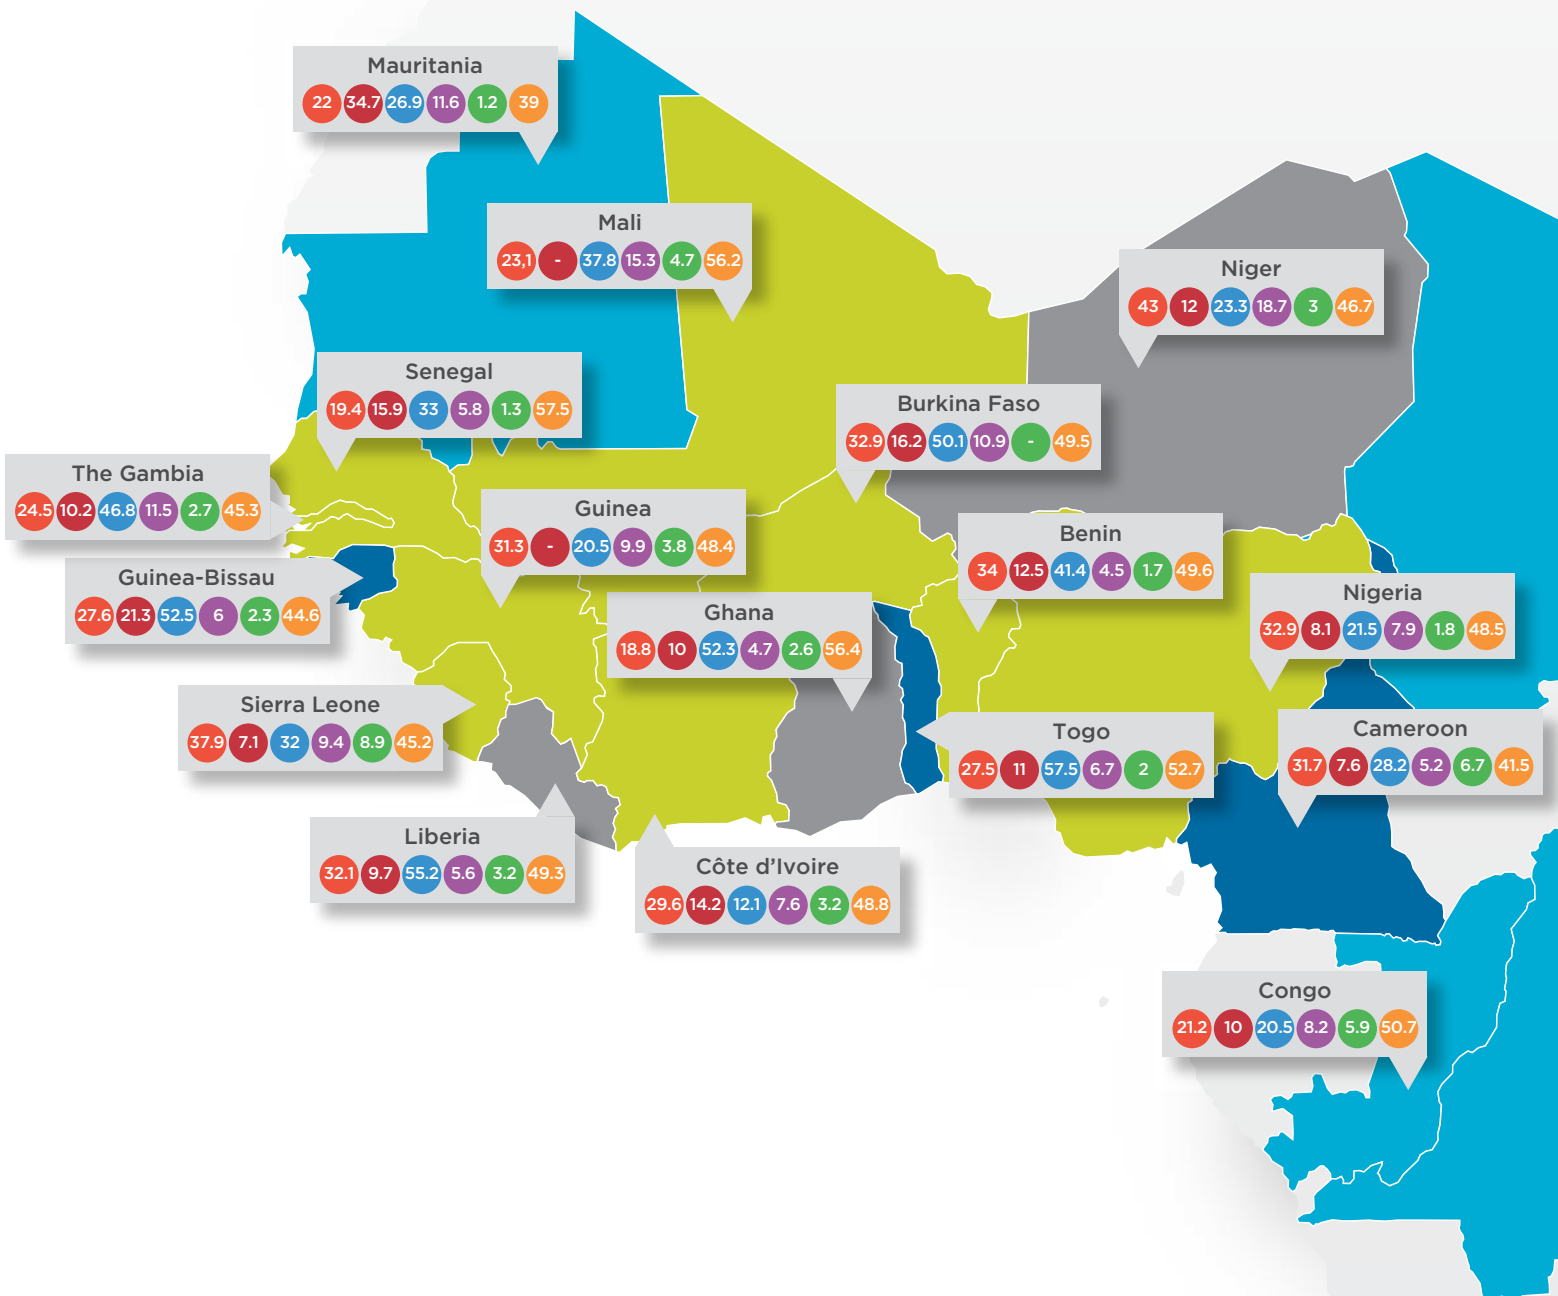 Mauritania
22 34.7 26.9 11.6 1.2 39
Mali
23,1 - 37.8 15.3 4.7 56.2
Niger
43 12 23.3 18.7 3 46.7
Senegal
19.4 15.9 33 5.8 1.3 57.5
Burkina Faso
32.9 16.2 50.1 10.9 - 49.5
The Gambia
24.5 10.2 46.8 11.5 2.7 45.3
Guinea
31.3 - 20.5 9.9 3.8 48.4
Benin
34 12.5 41.4 4.5 1.7 49.6
Guinea-Bissau
27.6 21.3 52.5 6 2.3 44.6
Nigeria
32.9 8.1 21.5 7.9 1.8 48.5
Ghana
18.8 10 52.3 4.7 2.6 56.4
Sierra Leone
37.9 7.1 32 9.4 8.9 45.2
Togo
27.5 11 57.5 6.7 2 52.7
Cameroon
31.7 7.6 28.2 5.2 6.7 41.5
Liberia
32.1 9.7 55.2 5.6 3.2 49.3
Côte d’Ivoire
29.6 14.2 12.1 7.6 3.2 48.8
Congo
21.2 10 20.5 8.2 5.9 50.7